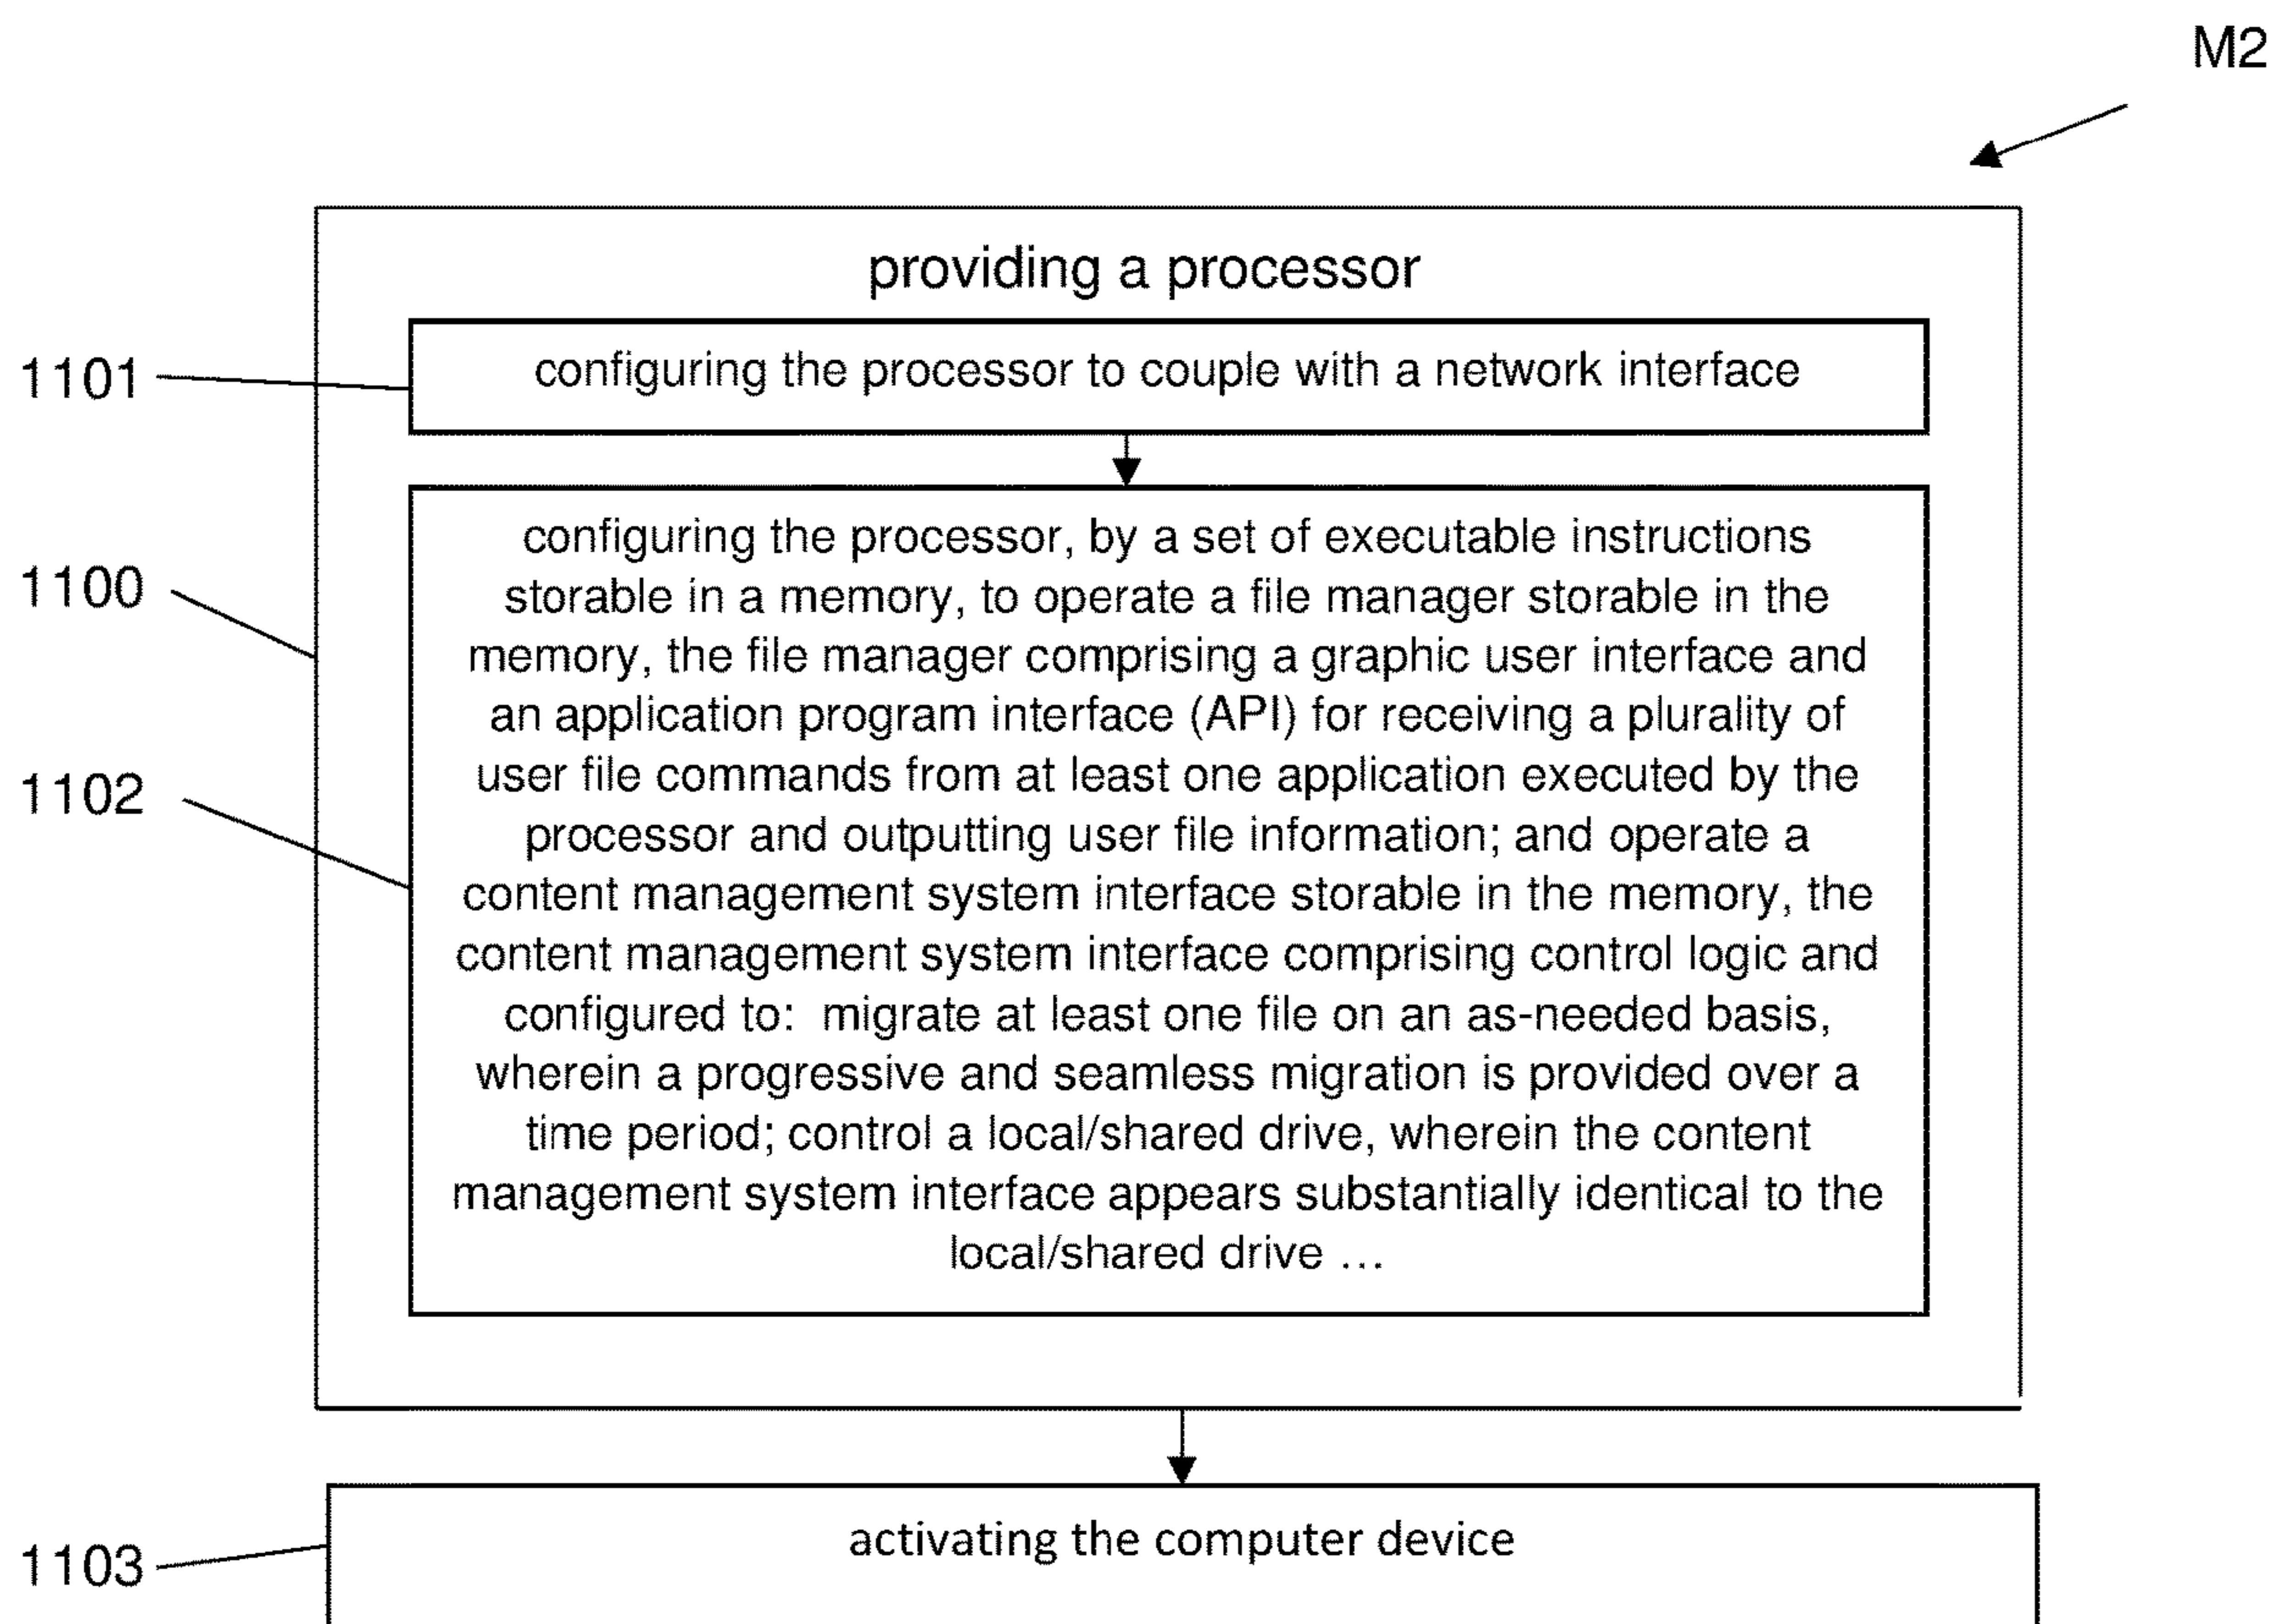 M2
providing a processor
1101
configuring the processor to couple with a network interface
1100
configuring the processor, by a set of executable instructions
storable in a memory, to operate a file manager storable in the
memory, the file manager comprising a graphic user interface and
an application program interface (API) for receiving a plurality of
1102
user file commands from at least one application executed by the
processor and outputting user file information; and operate a
content management system interface storable in the memory, the
content management system interface comprising control logic and
configured to: migrate at least one file on an as-needed basis,
wherein a progressive and seamless migration is provided over a
time period; control a local/shared drive, wherein the content
management system interface appears substantially identical to the
local/shared drive ...
1103
activating the computer device